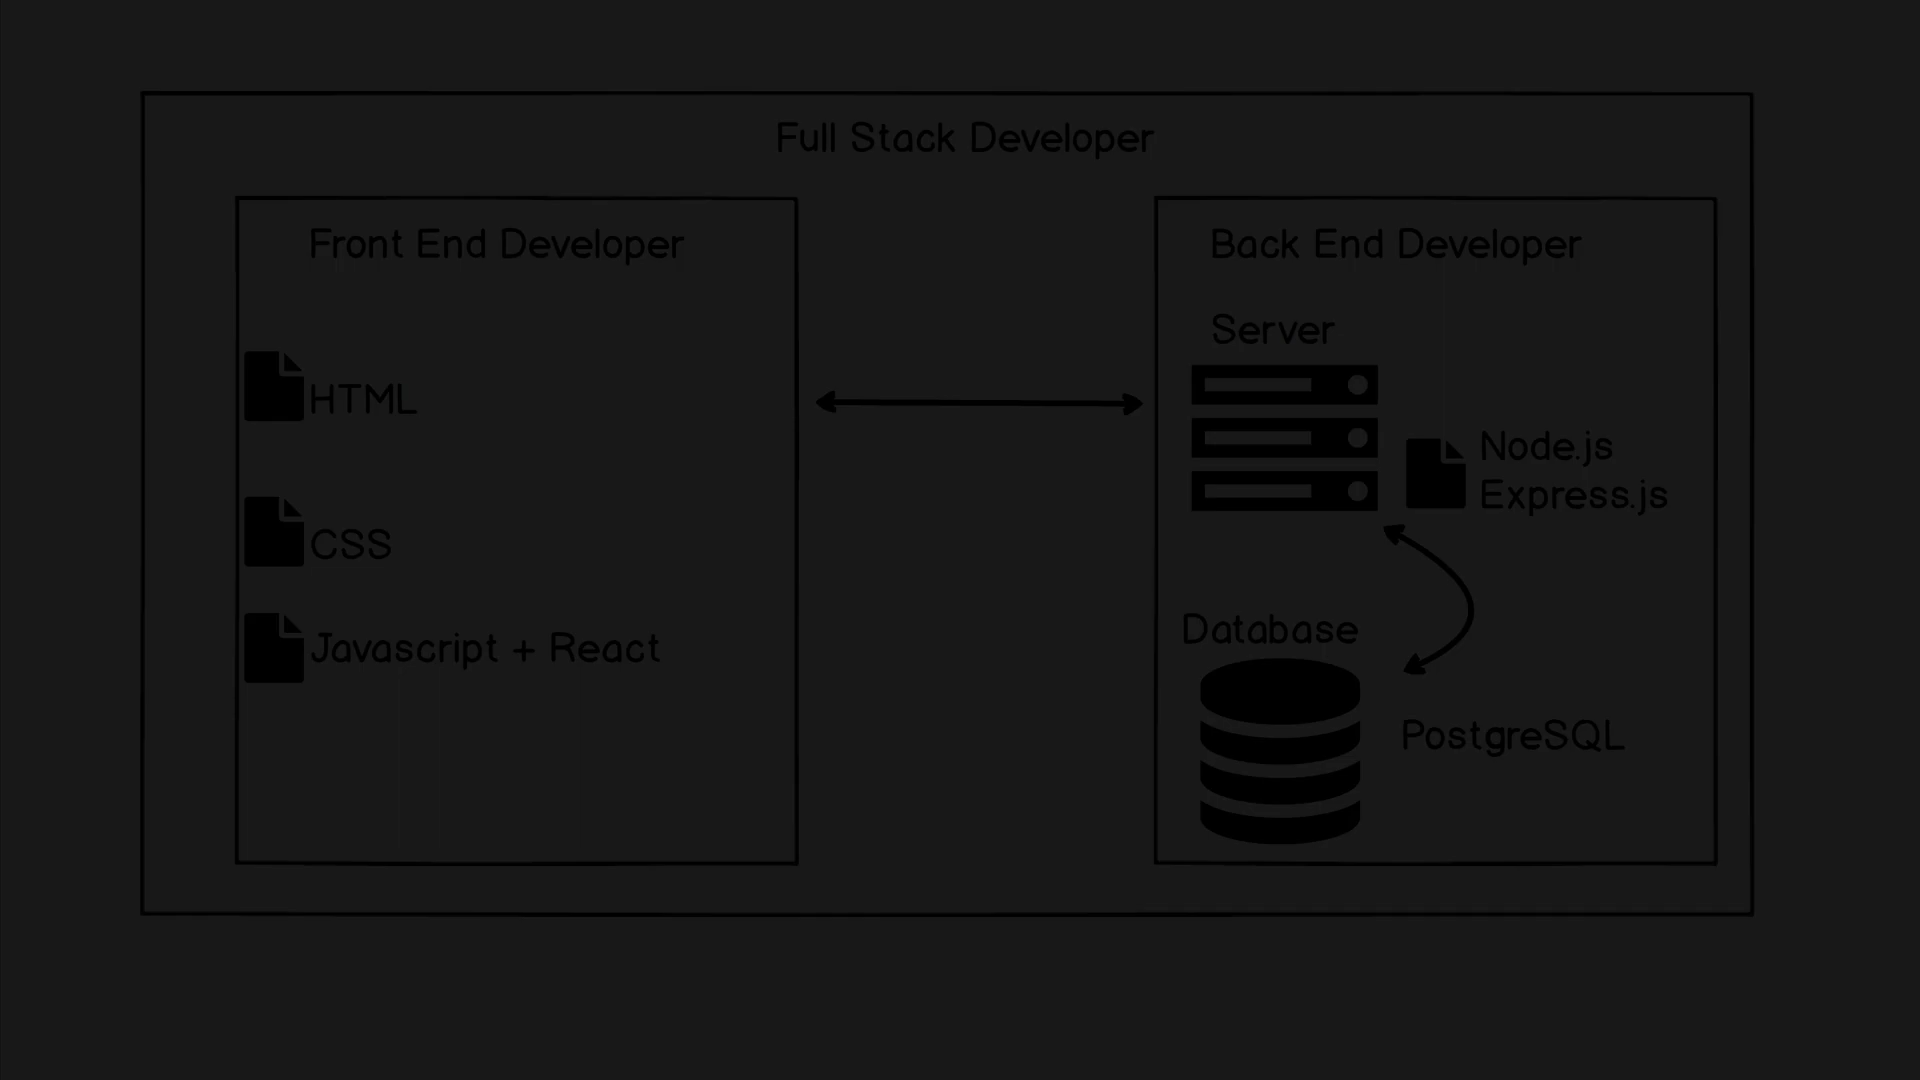 Full Stack Developer
Front End Developer
HTML
CSS
Javascript + React
Back End Developer
Server
Node.js
Express.js
Database
PostgreSQL